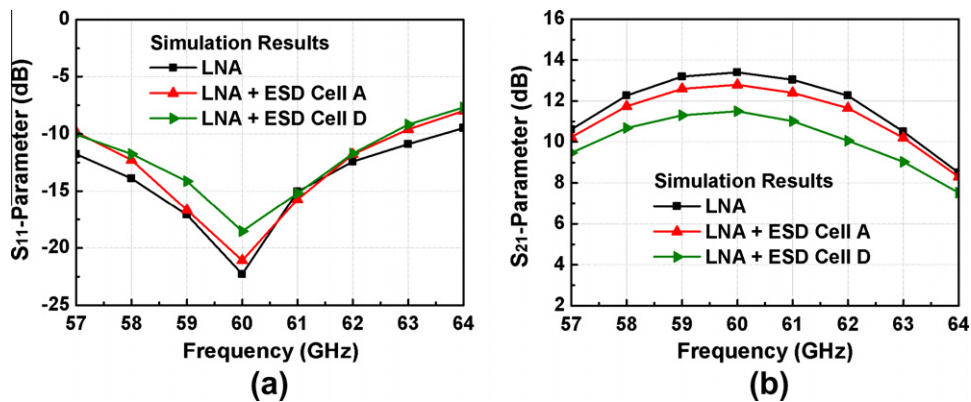 0
-5
-10
-15
-20
-25
S11-Parameter (dB)
Simulation Results
LNA
LNA + ESD Cell A
LNA + ESD Cell D
57 58 59 60 61 62 63 64
Frequency (GHz)
(a)
16
14
12
10
8
6
4
2
S21-Parameter (dB)
Simulation Results
LNA
LNA + ESD Cell A
LNA + ESD Cell D
57 58 59 60 61 62 63 64
Frequency (GHz)
(b)